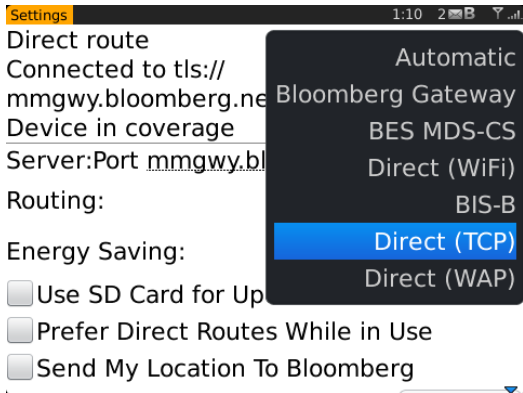 Settings 1:10 2 B
Direct route
Connected to tls://
mmgwy.bloomberg.ne
Device in coverage
Server:Port mmgwy.bl
Routing:
Energy Saving:
Use SD Card for Up
Prefer Direct Routes While in Use
Send My Location To Bloomberg
Automatic
Bloomberg Gateway
BES MDS-CS
Direct (WiFi)
BIS-B
Direct (TCP)
Direct (WAP)